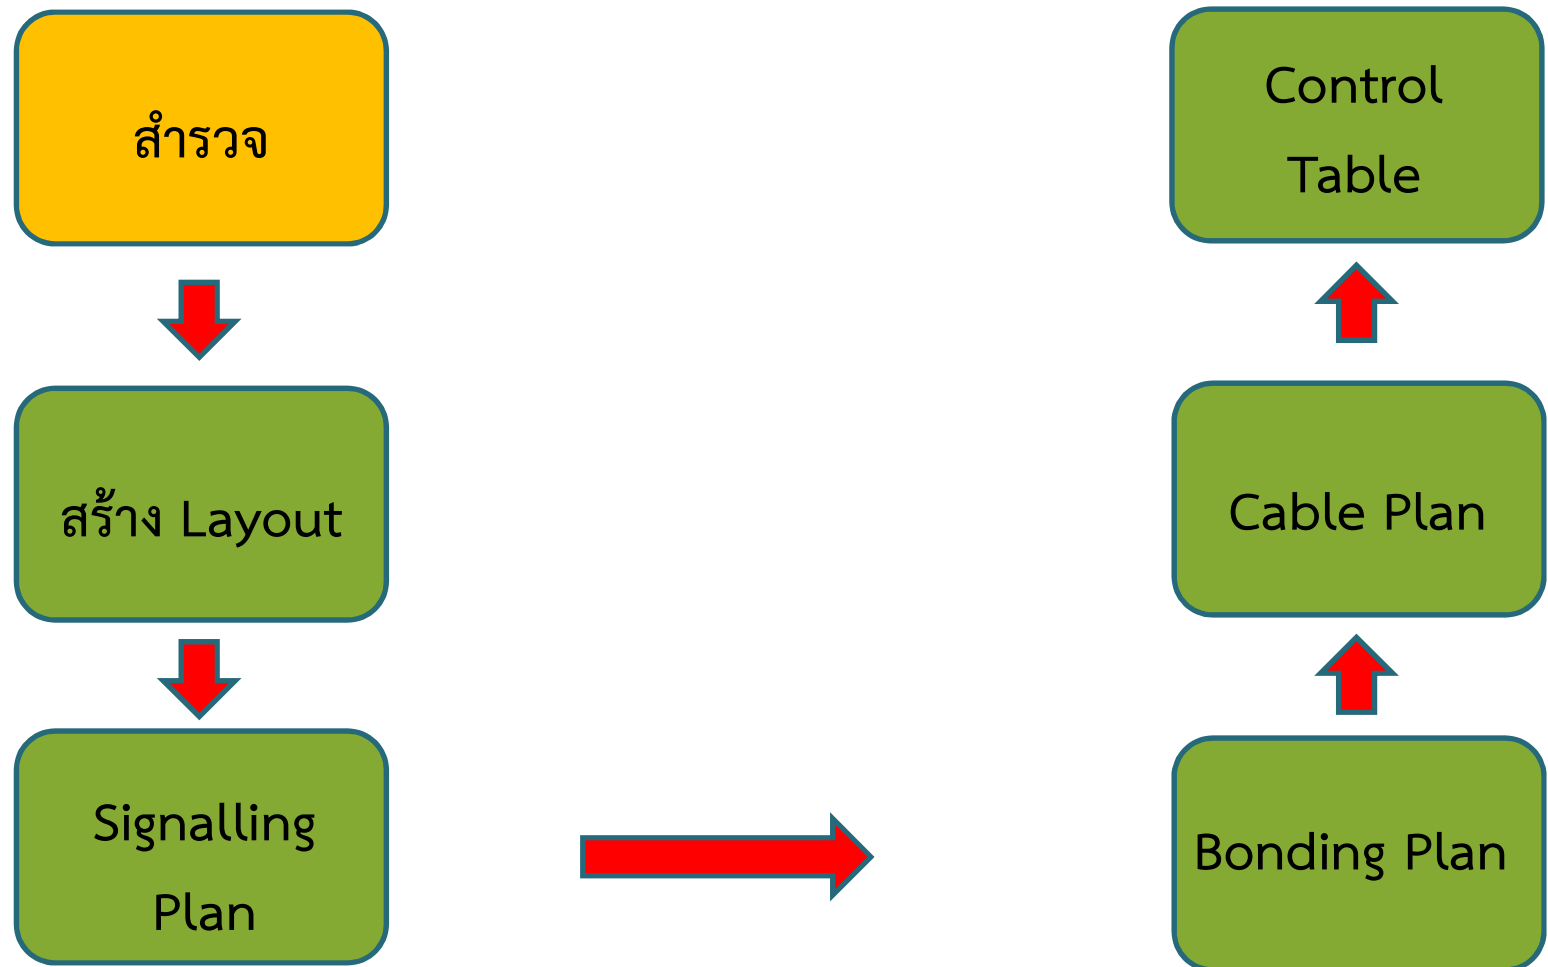 สำรวจ
สร้าง Layout
Signalling
Plan
Bonding Plan
Cable Plan
Control
Table